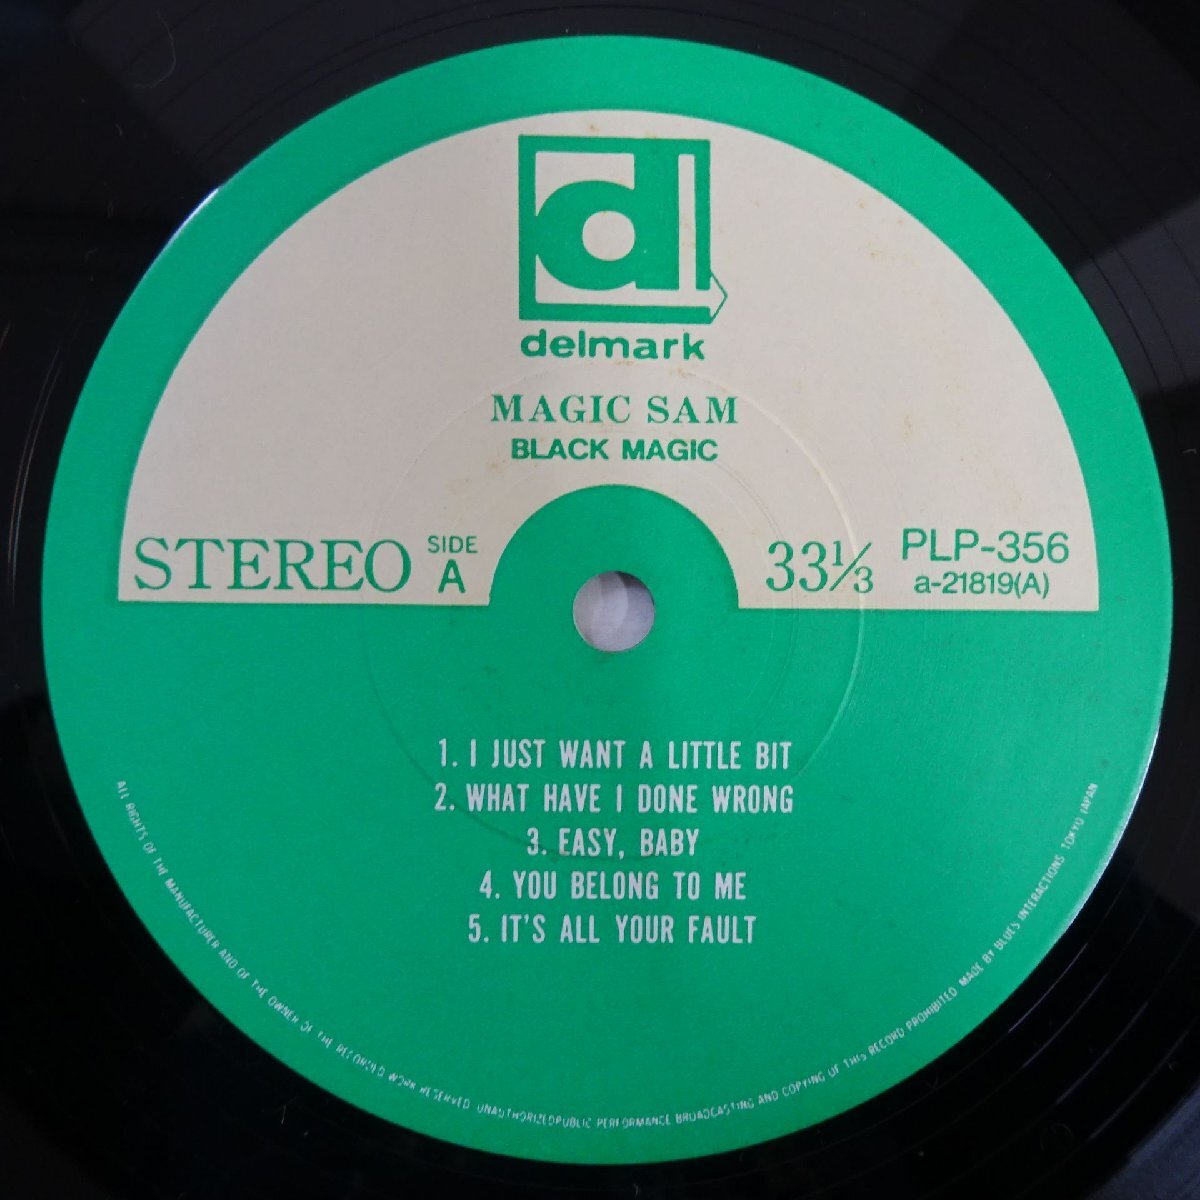 d
delmark
MAGIC SAM
BLACK MAGIC
STEREO
SIDE
A
33⅓
PLP-356
a-21819(A)
1. I JUST WANT A LITTLE BIT
2. WHAT HAVE I DONE WRONG
3. EASY, BABY
4. YOU BELONG TO ME
5. IT'S ALL YOUR FAULT
ALL RIGHTS OF THE MANUFACTURER AND OF THE OWNER OF THE RECORDED WORK RESERVED UNAUTHORIZEDPUBLIC PERFORMANCE BROADCASTING AND COPYING OF THIS RECORD PROHIBITED MADE BY BLUES INTERACTIONS TOKYO JAPAN